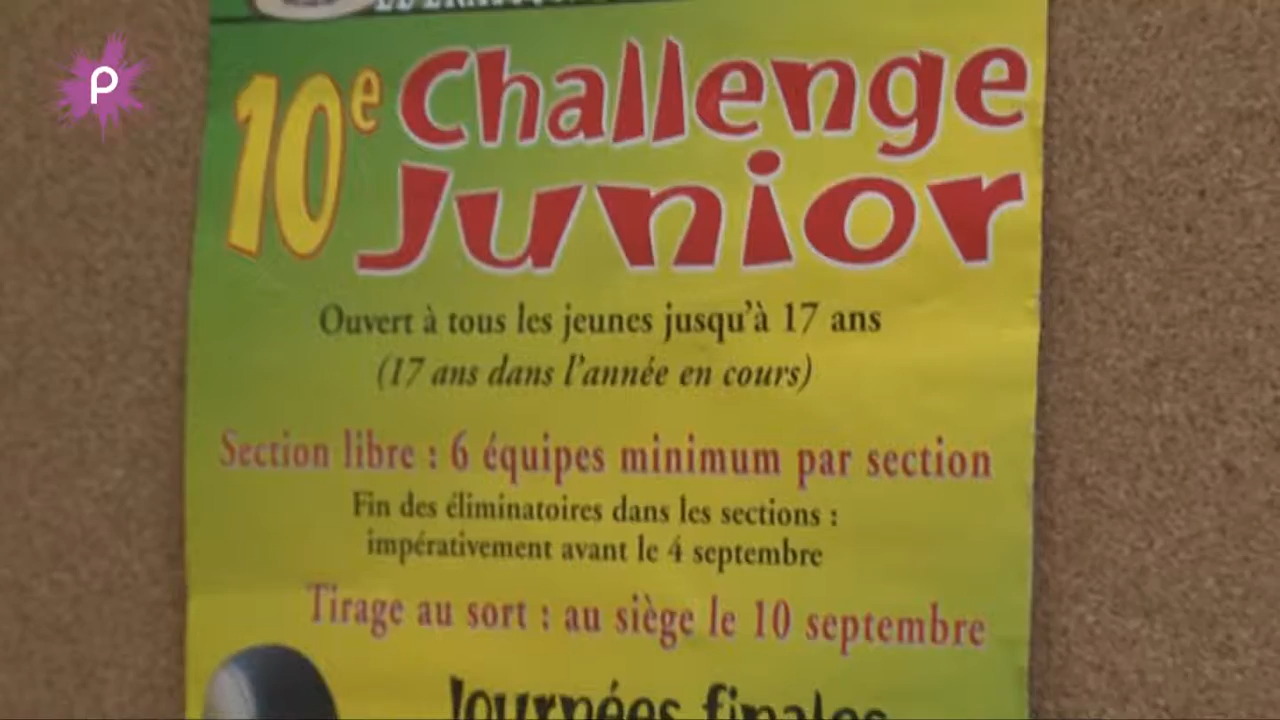 P
10e Challenge
Junior
Ouvert à tous les jeunes jusqu'à 17 ans
(17 ans dans l'année en cours)
Section libre : 6 équipes minimum par section
Fin des éliminatoires dans les sections :
impérativement avant le 4 septembre
Tirage au sort : au siège le 10 septembre
Journées finales